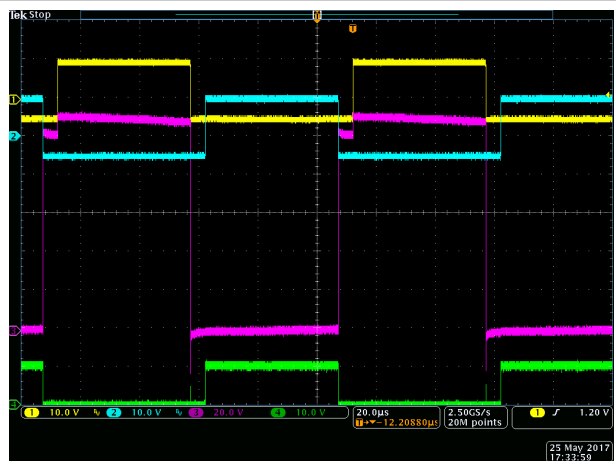 Tek Stop
T
T
1
2
3
4
1 10.0 V 2 10.0 V 3 20.0 V 4 10.0 V
20.0µs
T→▼−12.20880µs
2.50GS/s
20M points
1 1.20 V
25 May 2017
17:33:59